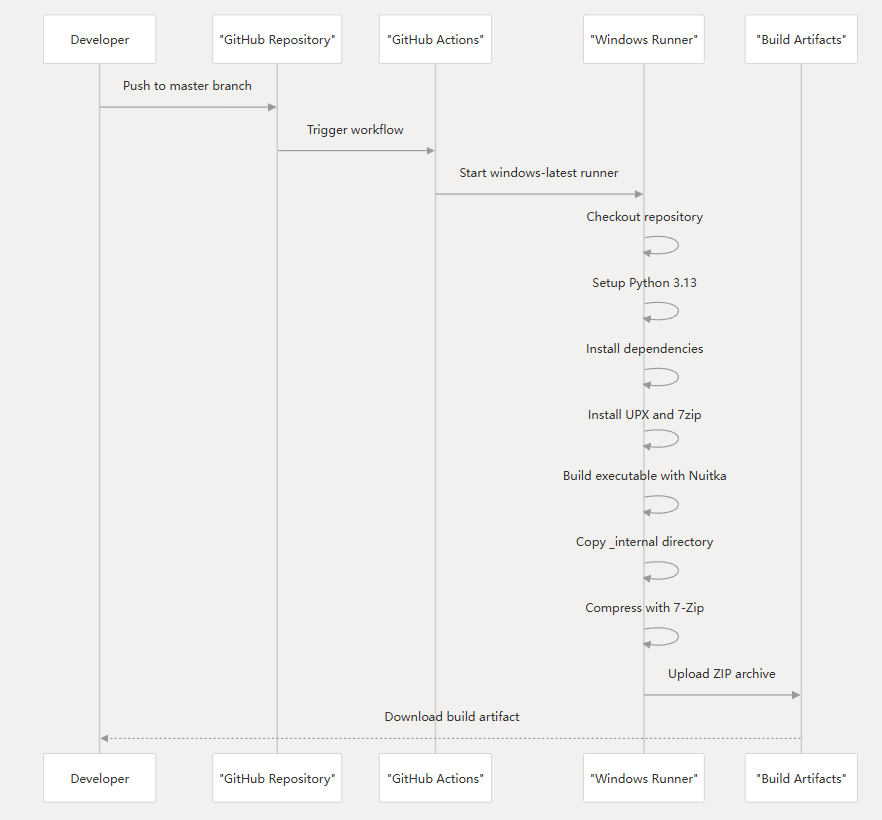 Developer
"GitHub Repository"
"GitHub Actions"
"Windows Runner"
"Build Artifacts"
Push to master branch
Trigger workflow
Start windows-latest runner
Checkout repository
Setup Python 3.13
Install dependencies
Install UPX and 7zip
Build executable with Nuitka
Copy _internal directory
Compress with 7-Zip
Upload ZIP archive
Download build artifact
Developer
"GitHub Repository"
"GitHub Actions"
"Windows Runner"
"Build Artifacts"